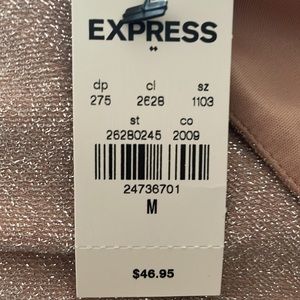 EXPRESS
dp cl sz
275 2628 1103
st co
26280245 2009
24736701
M
$46.95